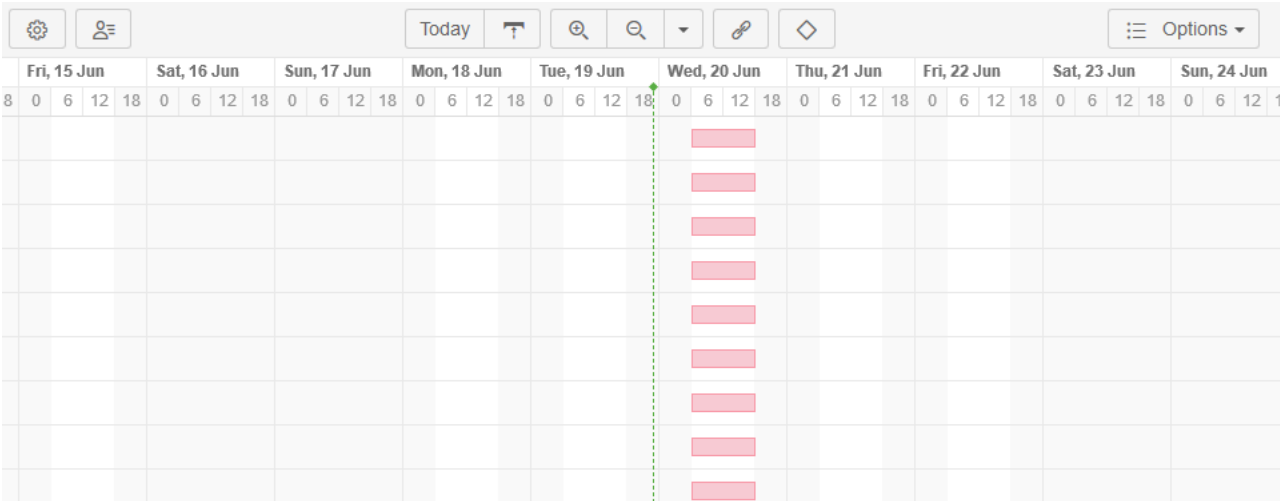 Today Options
Fri, 15 Jun Sat, 16 Jun Sun, 17 Jun Mon, 18 Jun Tue, 19 Jun Wed, 20 Jun Thu, 21 Jun Fri, 22 Jun Sat, 23 Jun Sun, 24 Jun
8 0 6 12 18 0 6 12 18 0 6 12 18 0 6 12 18 0 6 12 18 0 6 12 18 0 6 12 18 0 6 12 18 0 6 12 18 0 6 12 1